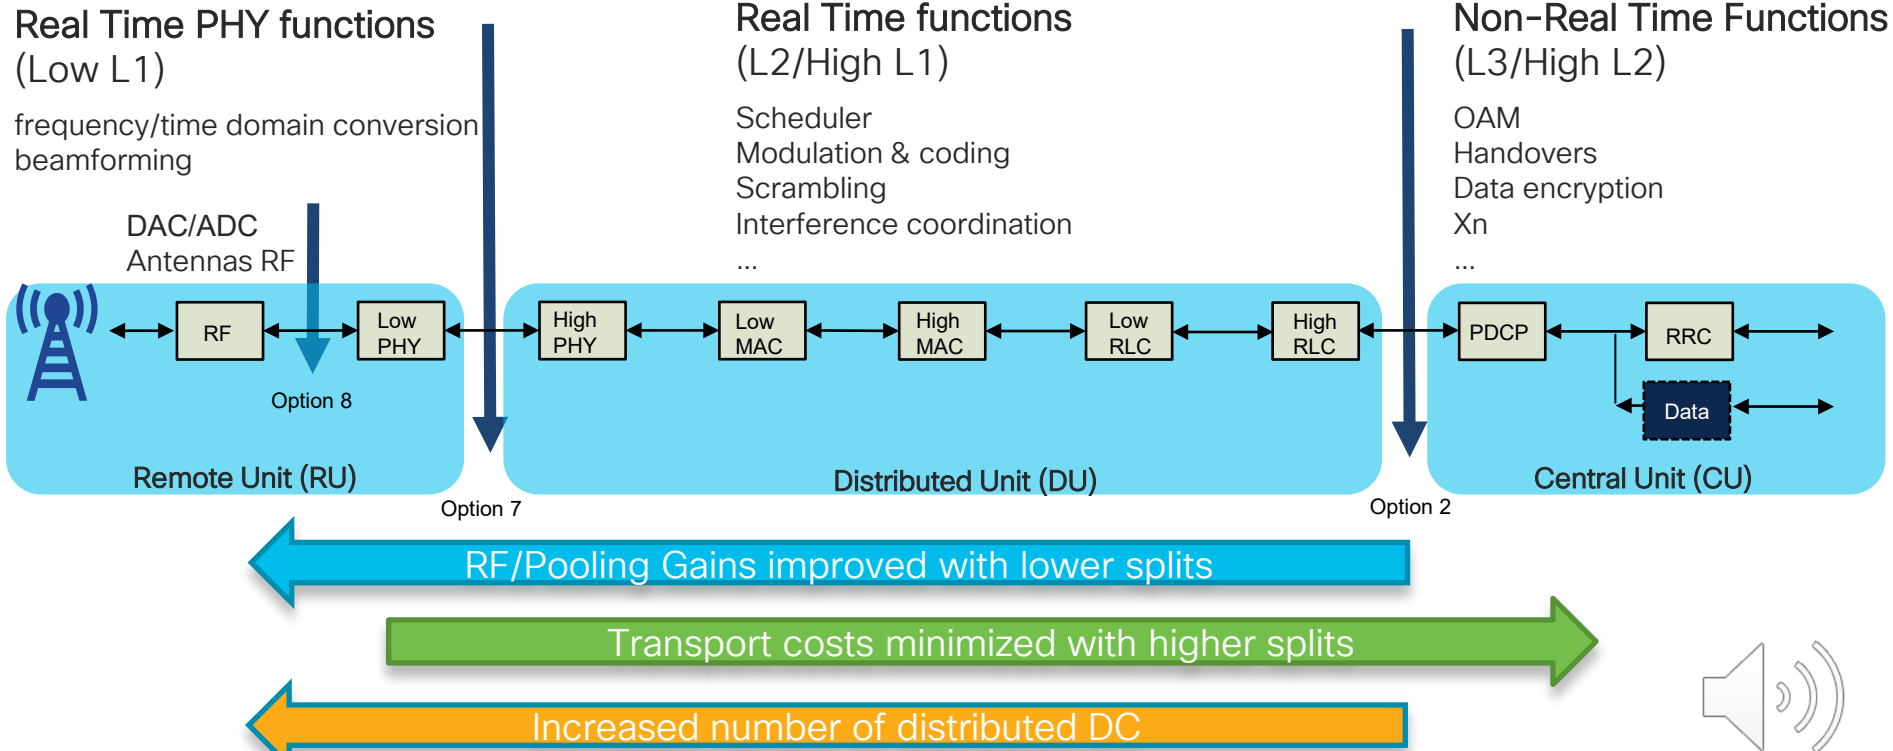 Real Time PHY functions
(Low L1)
frequency/time domain conversion
beamforming
DAC/ADC
Antennas RF
Real Time functions
(L2/High L1)
Scheduler
Modulation & coding
Scrambling
Interference coordination
...
Non-Real Time Functions
(L3/High L2)
OAM
Handovers
Data encryption
Xn
...
RF
Low
PHY
High
PHY
Low
MAC
High
MAC
Low
RLC
High
RLC
PDCP
RRC
Data
Option 8
Remote Unit (RU)
Distributed Unit (DU)
Central Unit (CU)
Option 7
Option 2
RF/Pooling Gains improved with lower splits
Transport costs minimized with higher splits
Increased number of distributed DC